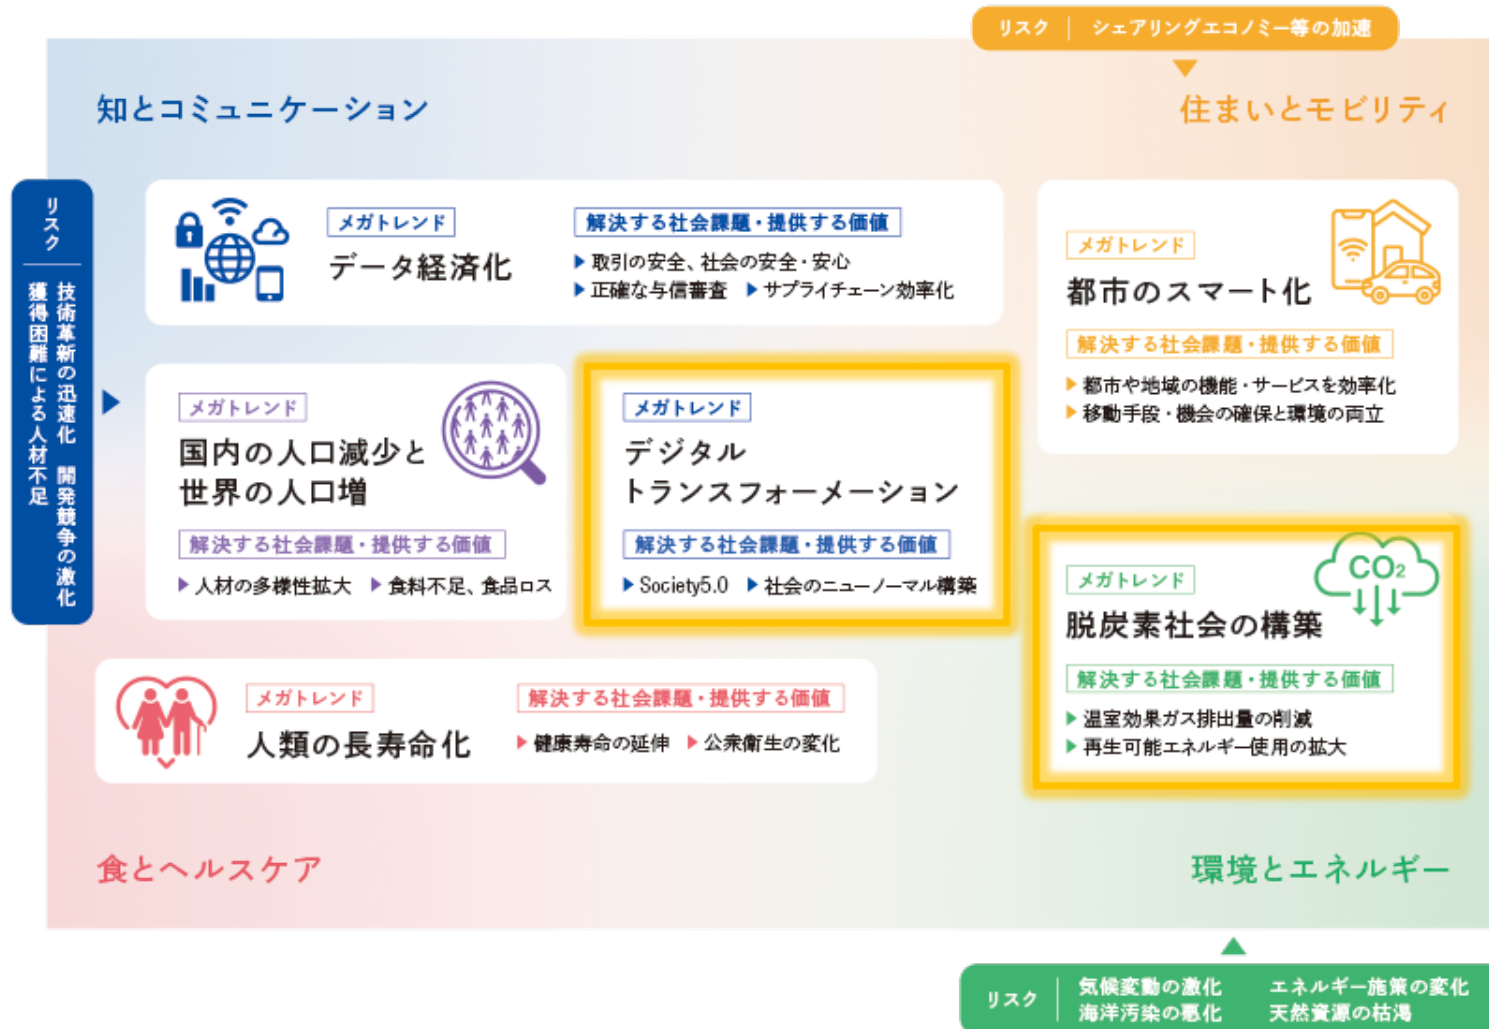 リスク シェアリングエコノミー等の加速
知とコミュニケーション
住まいとモビリティ
リスク
技術革新の迅速化 開発競争の激化
獲得困難による人材不足
メガトレンド
データ経済化
解決する社会課題・提供する価値
取引の安全、社会の安全・安心
正確な与信審査 サプライチェーン効率化
メガトレンド
都市のスマート化
解決する社会課題・提供する価値
都市や地域の機能・サービスを効率化
移動手段・機会の確保と環境の両立
メガトレンド
国内の人口減少と
世界の人口増
解決する社会課題・提供する価値
人材の多様性拡大 食料不足、食品ロス
メガトレンド
デジタル
トランスフォーメーション
解決する社会課題・提供する価値
Society5.0 社会のニューノーマル構築
CO2
メガトレンド
脱炭素社会の構築
解決する社会課題・提供する価値
温室効果ガス排出量の削減
再生可能エネルギー使用の拡大
メガトレンド
人類の長寿命化
解決する社会課題・提供する価値
健康寿命の延伸 公衆衛生の変化
食とヘルスケア
環境とエネルギー
リスク
気候変動の激化 エネルギー施策の変化
海洋汚染の悪化 天然資源の枯渇